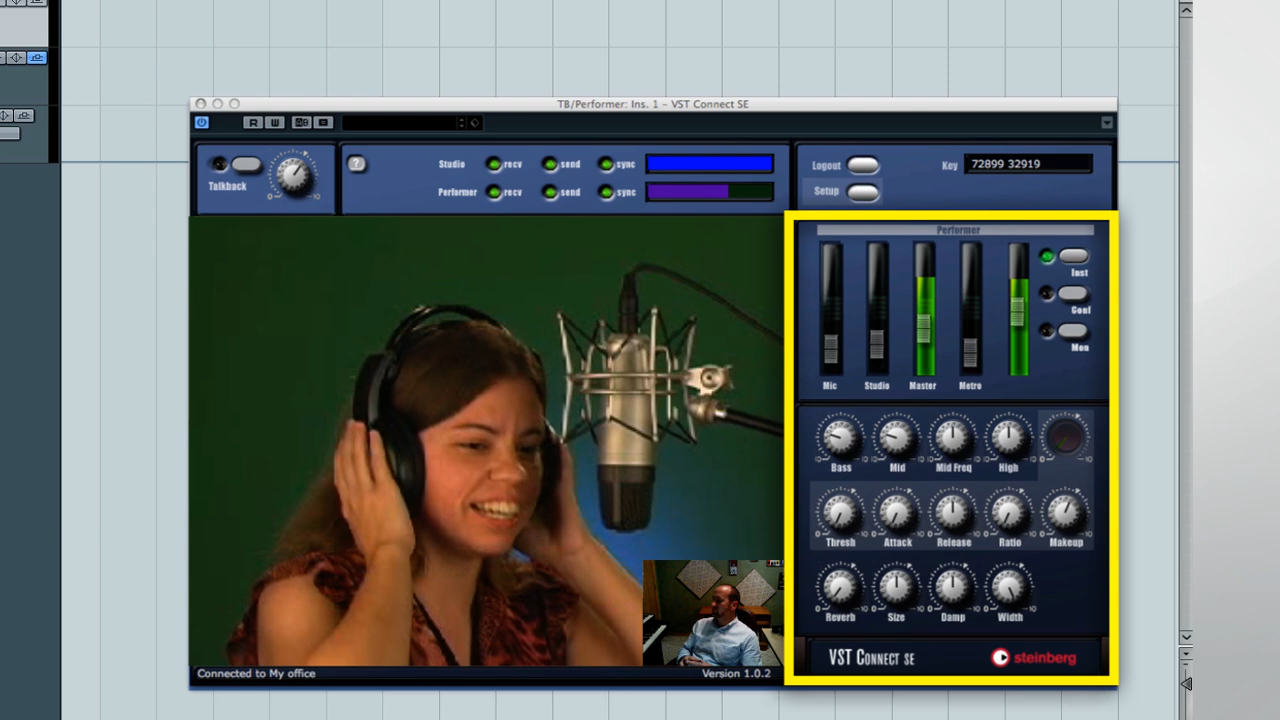 TB/Performer: Ins. 1 - VST Connect SE
R W
Talkback
0 10
?
Studio recv send sync
Performer recv send sync
Logout Key 72899 32919
Setup
Performer
Inst
Conf
Mon
Mic Studio Master Metro
Bass Mid Mid Freq High
Thresh Attack Release Ratio Makeup
Reverb Size Damp Width
VST CONNECT SE steinberg
Connected to My office Version 1.0.2